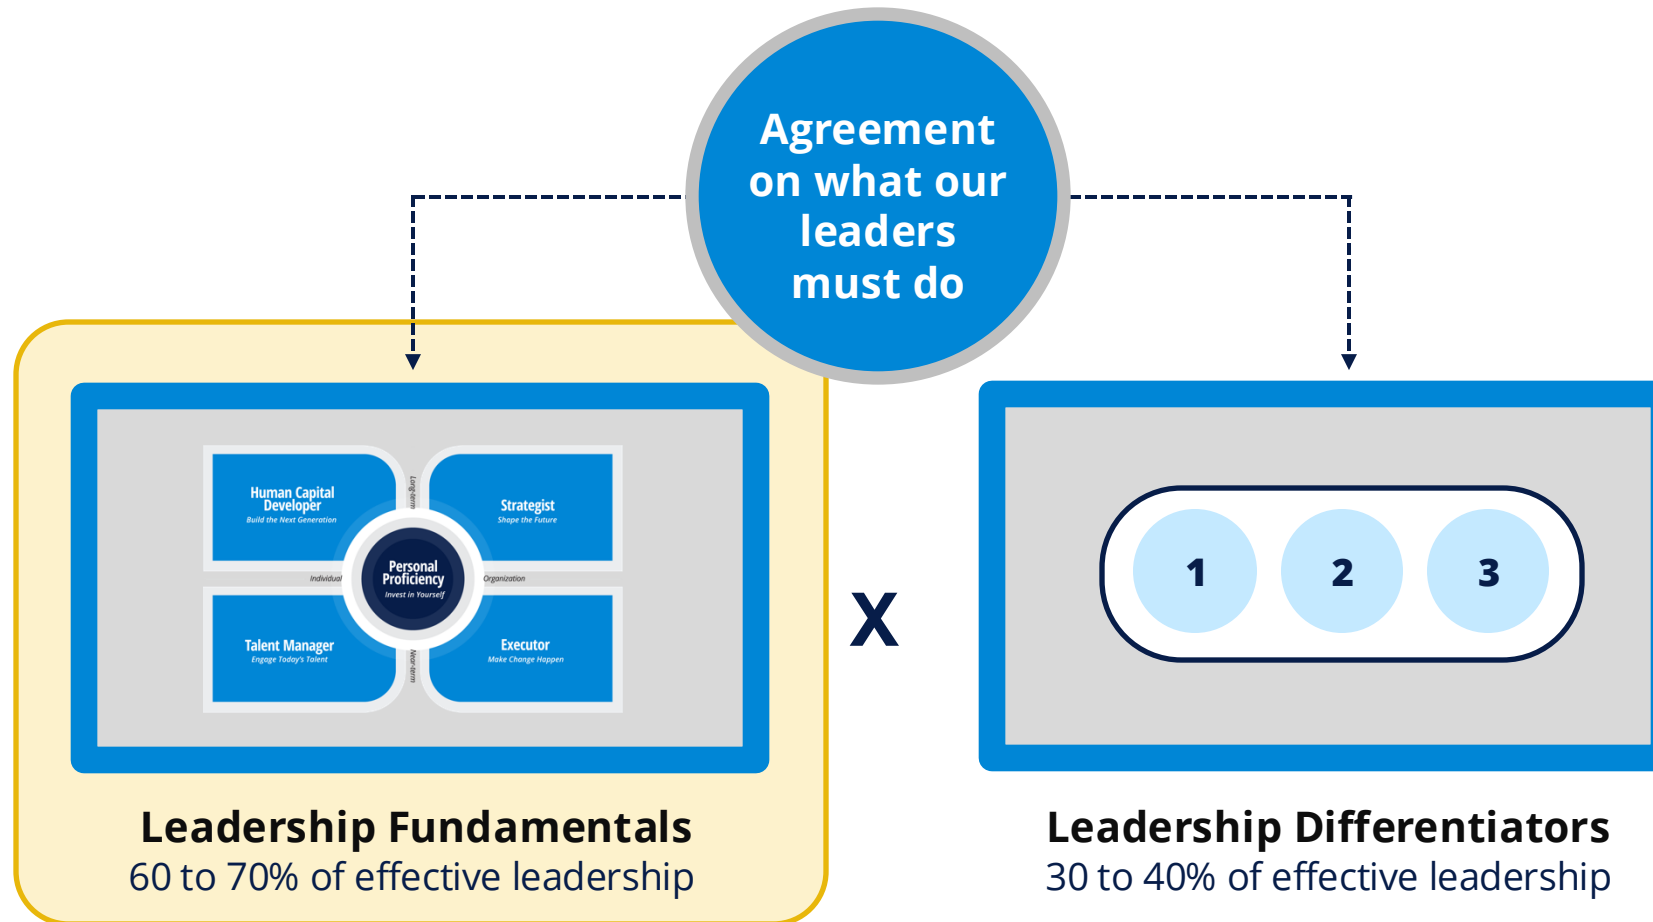 Agreement
on what our
leaders
must do
Human Capital
Developer
Build the Next Generation
Long-term
Strategist
Shape the Future
Personal
Proficiency
Invest in Yourself
Individual
Organization
Talent Manager
Engage Today's Talent
Near-term
Executor
Make Change Happen
X
1 2 3
Leadership Fundamentals
60 to 70% of effective leadership
Leadership Differentiators
30 to 40% of effective leadership